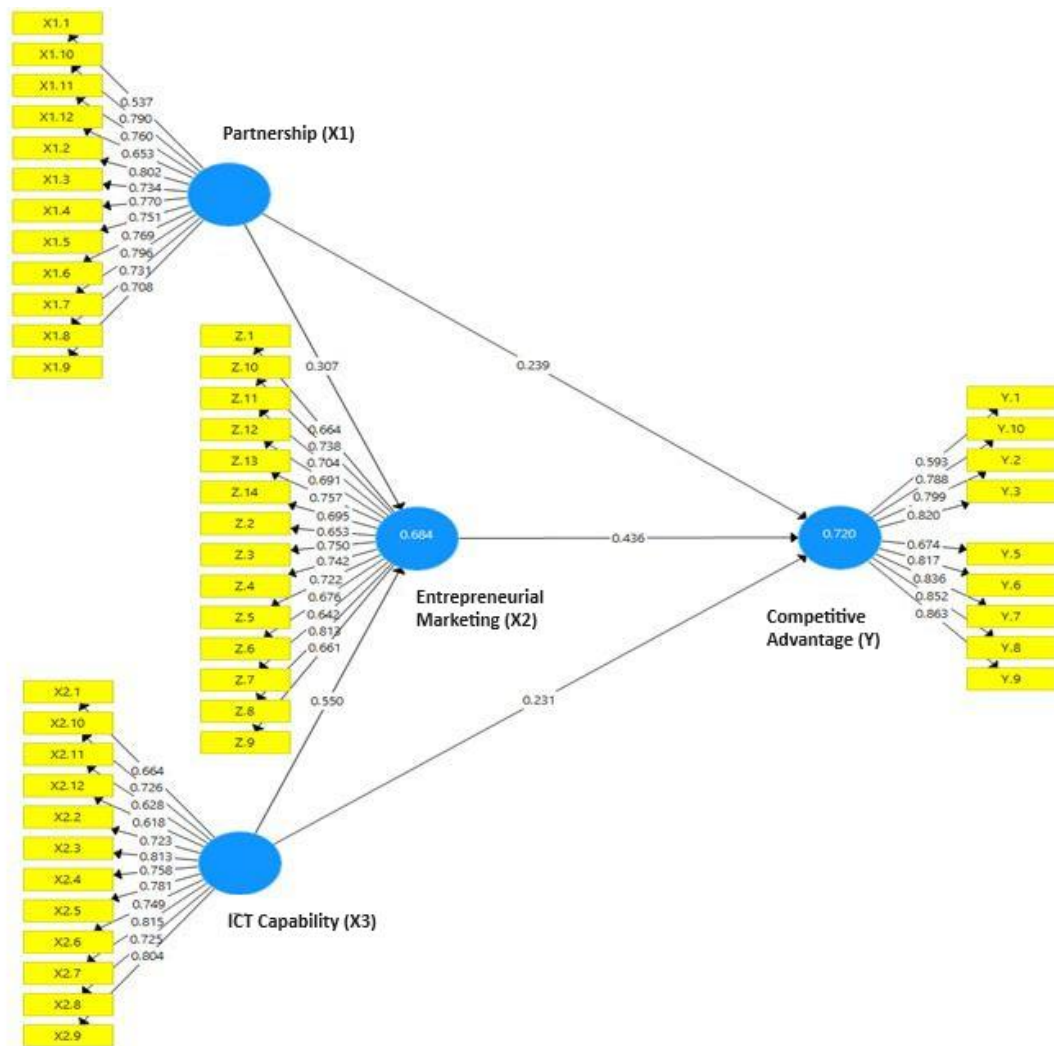 X1.1
X1.10
X1.11
X1.12
X1.2
X1.3
X1.4
X1.5
X1.6
X1.7
X1.8
X1.9
0.537
0.790
0.760
0.653
0.802
0.734
0.770
0.751
0.769
0.796
0.731
0.708
Partnership (X1)
0.307
0.239
Z.1
Z.10
Z.11
Z.12
Z.13
Z.14
Z.2
Z.3
Z.4
Z.5
Z.6
Z.7
Z.8
Z.9
0.664
0.738
0.704
0.691
0.757
0.695
0.653
0.750
0.742
0.722
0.676
0.642
0.813
0.661
0.684
Entrepreneurial
Marketing (X2)
0.436
0.720
Competitive
Advantage (Y)
0.593
0.788
0.799
0.820
0.674
0.817
0.836
0.852
0.863
Y.1
Y.10
Y.2
Y.3
Y.5
Y.6
Y.7
Y.8
Y.9
0.550
0.231
X2.1
X2.10
X2.11
X2.12
X2.2
X2.3
X2.4
X2.5
X2.6
X2.7
X2.8
X2.9
0.664
0.726
0.628
0.618
0.723
0.813
0.758
0.781
0.749
0.815
0.725
0.804
ICT Capability (X3)